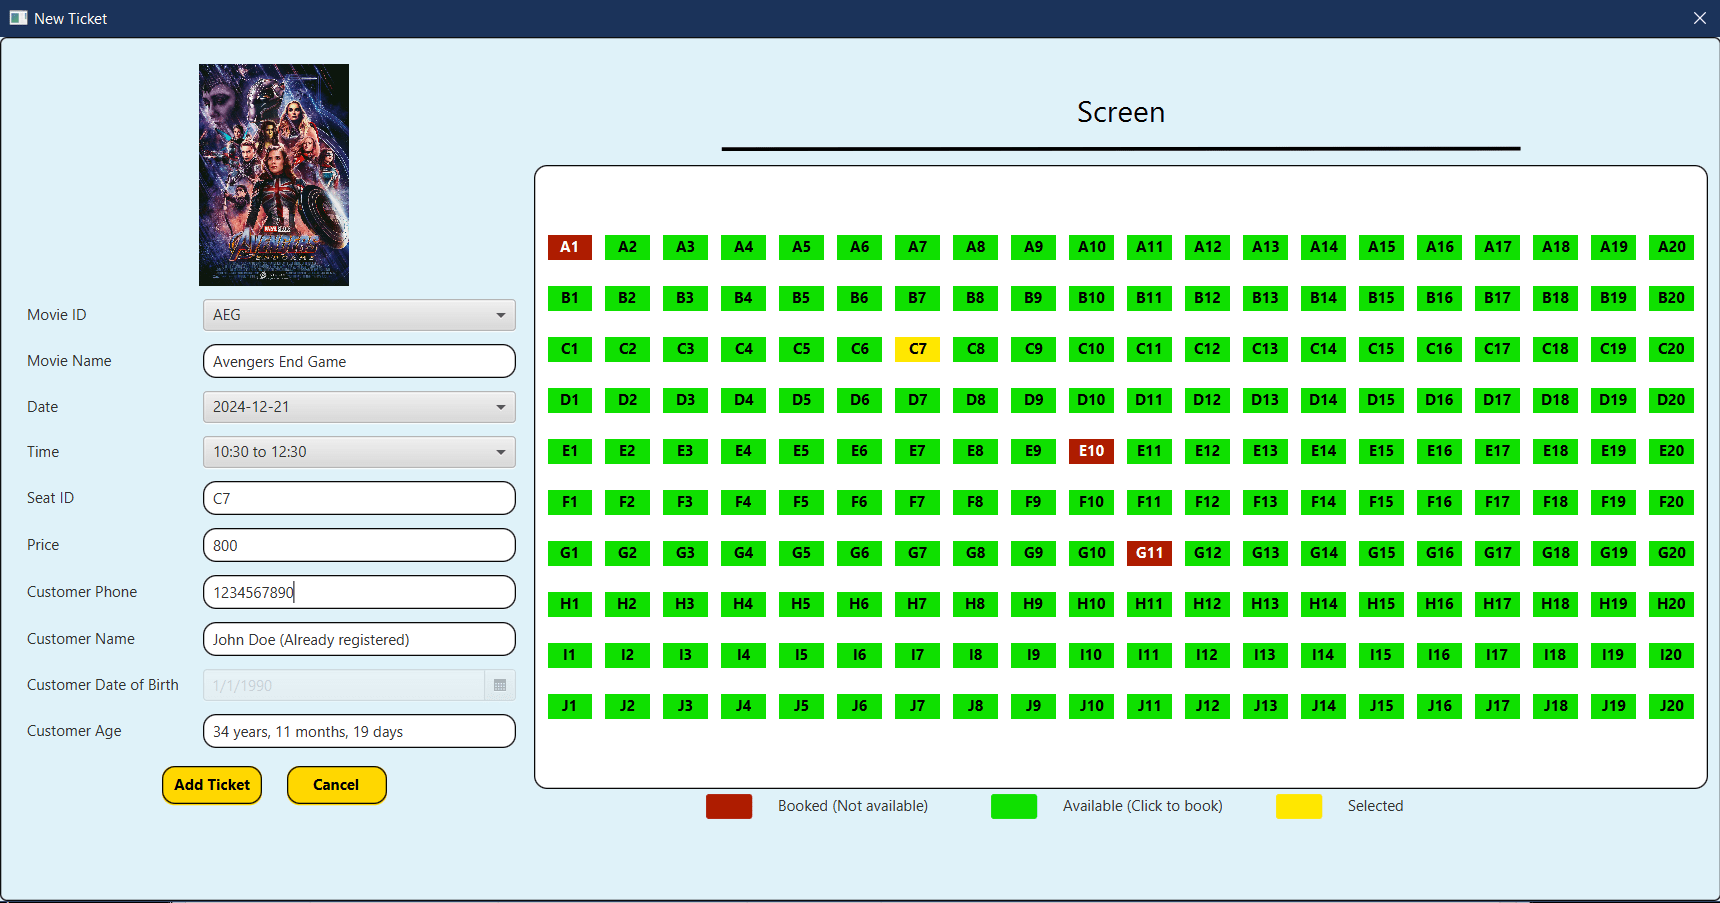 New Ticket
MARVEL STUDIOS
AVENGERS
ENDGAME
Movie ID
AEG
Movie Name
Avengers End Game
Date
2024-12-21
Time
10:30 to 12:30
Seat ID
C7
Price
800
Customer Phone
1234567890
Customer Name
John Doe (Already registered)
Customer Date of Birth
1/1/1990
Customer Age
34 years, 11 months, 19 days
Add Ticket Cancel
Screen
A1 A2 A3 A4 A5 A6 A7 A8 A9 A10 A11 A12 A13 A14 A15 A16 A17 A18 A19 A20
B1 B2 B3 B4 B5 B6 B7 B8 B9 B10 B11 B12 B13 B14 B15 B16 B17 B18 B19 B20
C1 C2 C3 C4 C5 C6 C7 C8 C9 C10 C11 C12 C13 C14 C15 C16 C17 C18 C19 C20
D1 D2 D3 D4 D5 D6 D7 D8 D9 D10 D11 D12 D13 D14 D15 D16 D17 D18 D19 D20
E1 E2 E3 E4 E5 E6 E7 E8 E9 E10 E11 E12 E13 E14 E15 E16 E17 E18 E19 E20
F1 F2 F3 F4 F5 F6 F7 F8 F9 F10 F11 F12 F13 F14 F15 F16 F17 F18 F19 F20
G1 G2 G3 G4 G5 G6 G7 G8 G9 G10 G11 G12 G13 G14 G15 G16 G17 G18 G19 G20
H1 H2 H3 H4 H5 H6 H7 H8 H9 H10 H11 H12 H13 H14 H15 H16 H17 H18 H19 H20
I1 I2 I3 I4 I5 I6 I7 I8 I9 I10 I11 I12 I13 I14 I15 I16 I17 I18 I19 I20
J1 J2 J3 J4 J5 J6 J7 J8 J9 J10 J11 J12 J13 J14 J15 J16 J17 J18 J19 J20
Booked (Not available) Available (Click to book) Selected